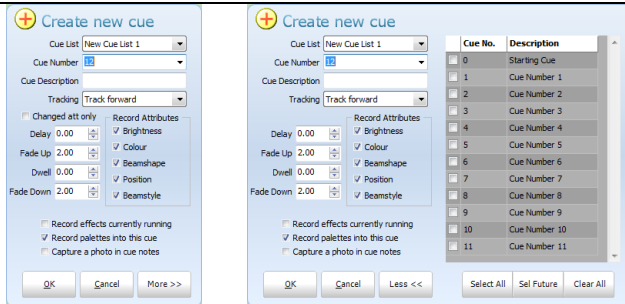 Create new cue
Cue List New Cue List 1
Cue Number 12
Cue Description
Tracking Track forward
Changed att only
Record Attributes
Delay 0.00
Fade Up 2.00
Dwell 0.00
Fade Down 2.00
Brightness
Colour
Beamshape
Position
Beamstyle
Record effects currently running
Record palettes into this cue
Capture a photo in cue notes
OK Cancel More >>
Create new cue
Cue List New Cue List 1
Cue Number 12
Cue Description
Tracking Track forward
Record Attributes
Delay 0.00
Fade Up 2.00
Dwell 0.00
Fade Down 2.00
Brightness
Colour
Beamshape
Position
Beamstyle
Record effects currently running
Record palettes into this cue
Capture a photo in cue notes
OK Cancel Less <<
Cue No. Description
0 Starting Cue
1 Cue Number 1
2 Cue Number 2
3 Cue Number 3
4 Cue Number 4
5 Cue Number 5
6 Cue Number 6
7 Cue Number 7
8 Cue Number 8
9 Cue Number 9
10 Cue Number 10
11 Cue Number 11
Select All Sel Future Clear All